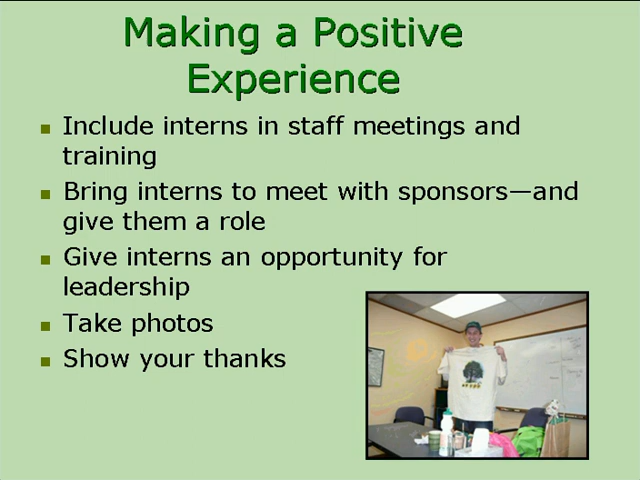 Making a Positive
Experience
Include interns in staff meetings and
training
Bring interns to meet with sponsors—and
give them a role
Give interns an opportunity for
leadership
Take photos
Show your thanks